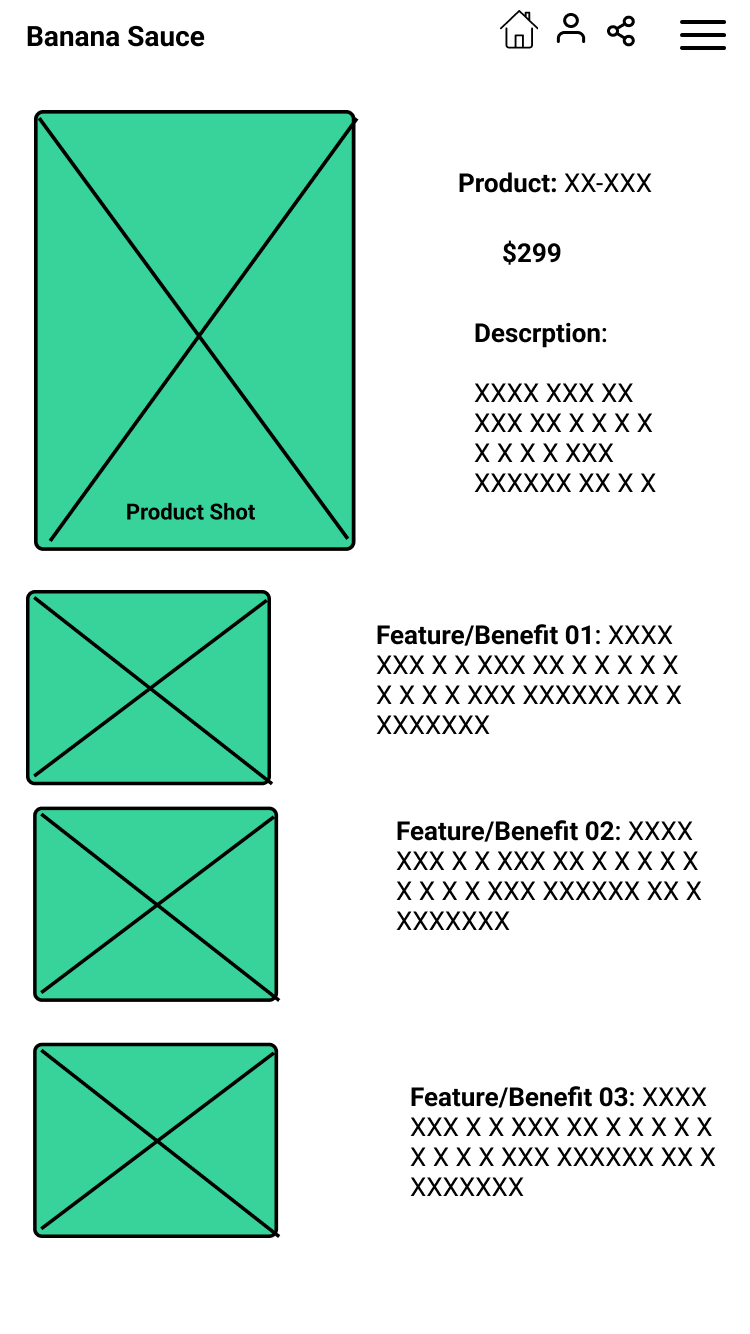 Banana Sauce
Product: XX-XXX
$299
Descrption:
XXXX XXX XX
XXX XX X X X X
X X X X XXX
XXXXXX XX X X
Product Shot
Feature/Benefit 01: XXXX
XXX X X XXX XX X X X X X
X X X X XXX XXXXXX XX X
XXXXXXX
Feature/Benefit 02: XXXX
XXX X X XXX XX X X X X X
X X X X XXX XXXXXX XX X
XXXXXXX
Feature/Benefit 03: XXXX
XXX X X XXX XX X X X X X
X X X X XXX XXXXXX XX X
XXXXXXX